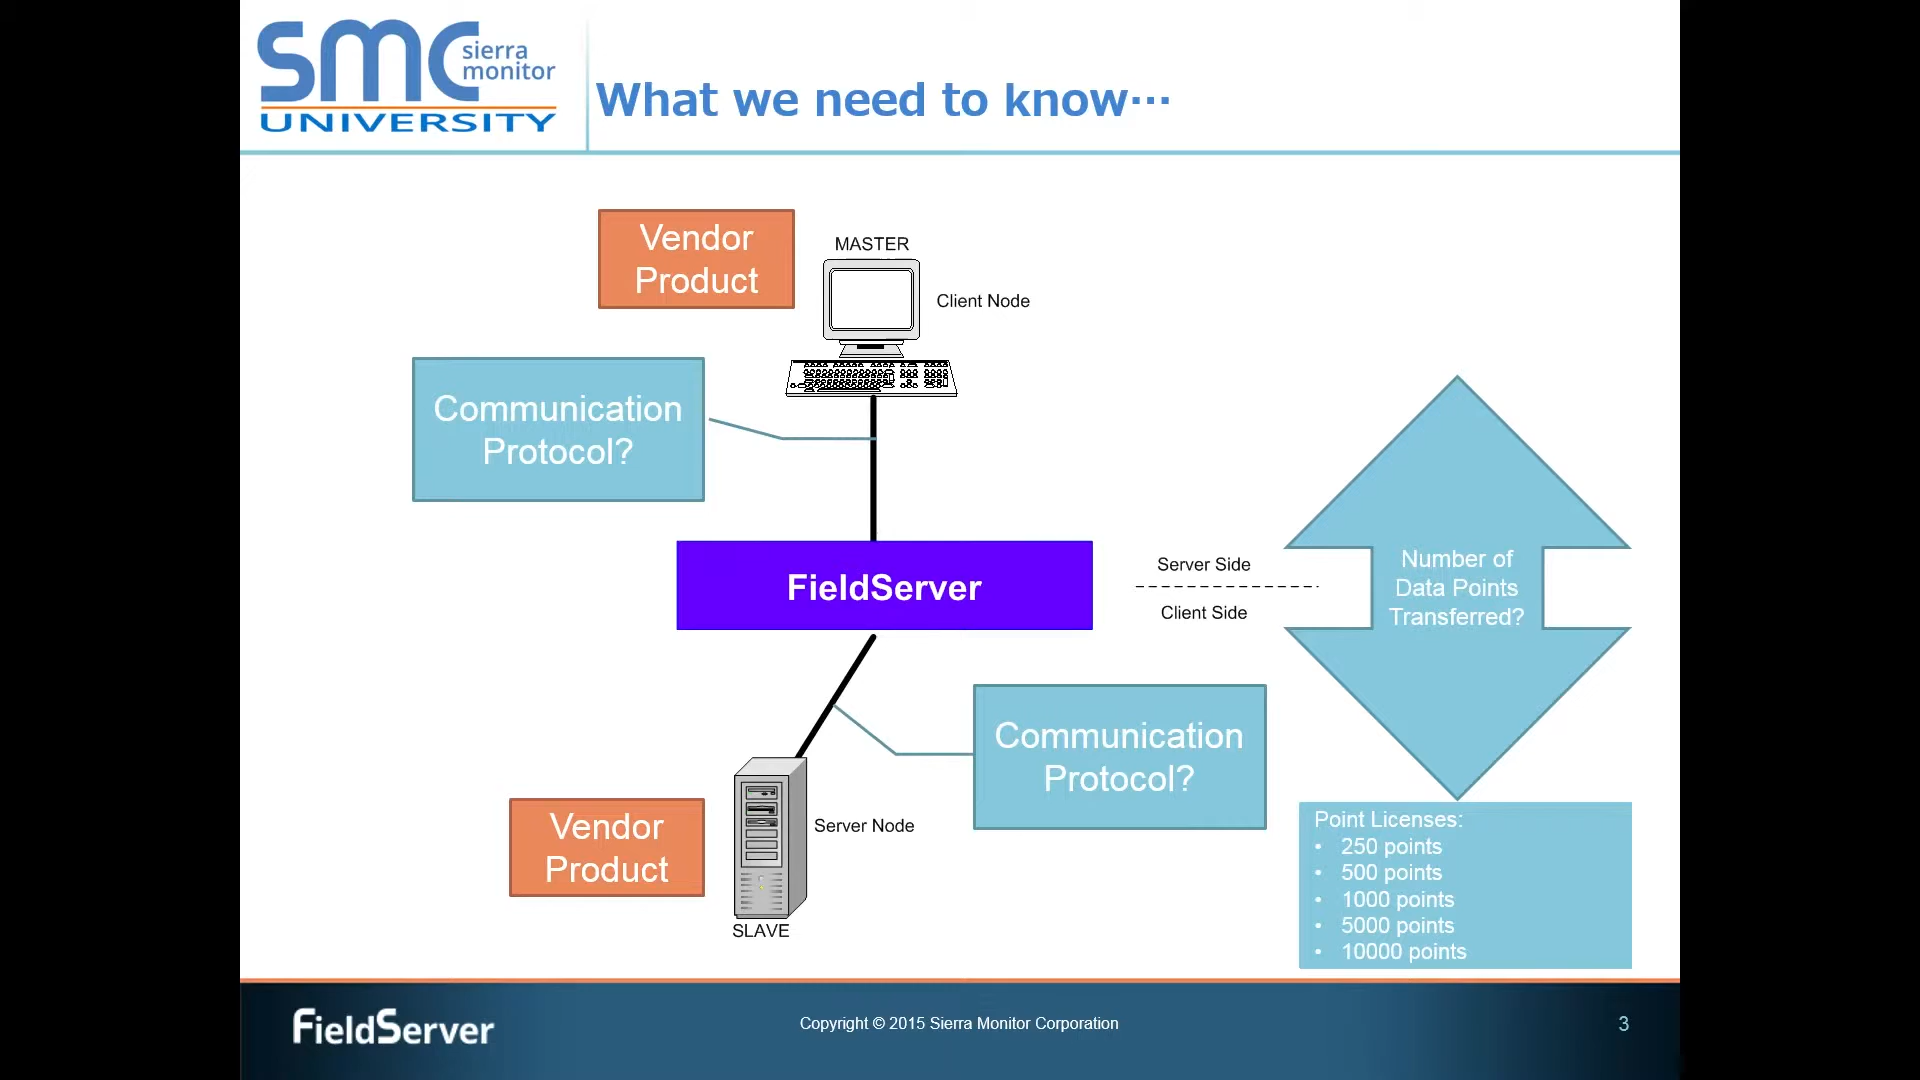 SMC sierra
monitor
UNIVERSITY
What we need to know…
Vendor
Product
MASTER
Client Node
Communication
Protocol?
FieldServer
Server Side
Client Side
Number of
Data Points
Transferred?
Communication
Protocol?
Vendor
Product
Server Node
SLAVE
Point Licenses:
• 250 points
• 500 points
• 1000 points
• 5000 points
• 10000 points
FieldServer
Copyright © 2015 Sierra Monitor Corporation
3